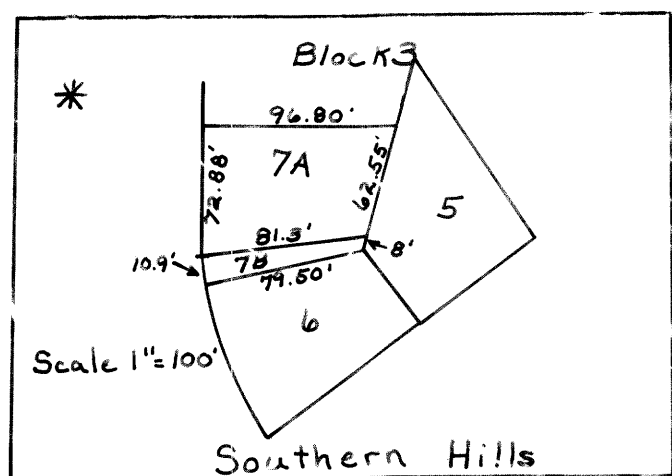 Block 3
*
96.80'
7A
72.88'
62.55'
5
81.3'
8'
10.9'
7B
79.50'
6
Scale 1"=100'
Southern Hills